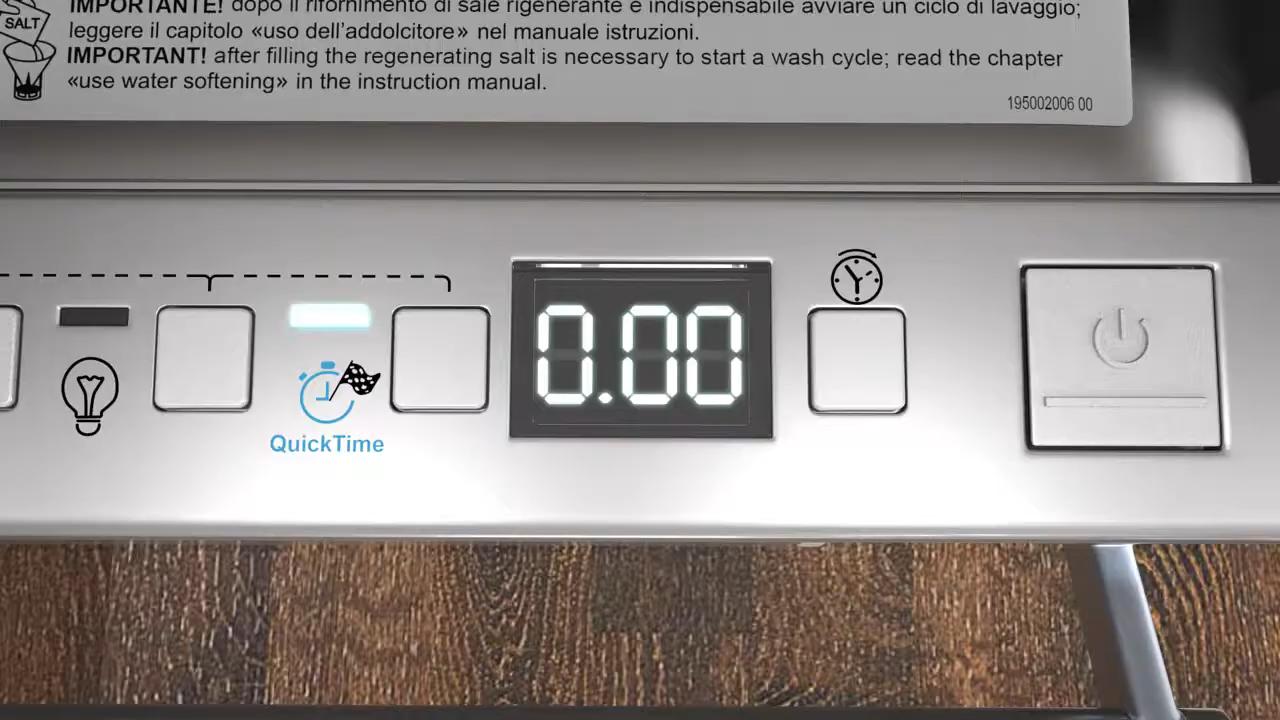 IMPORTANTE! dopo il rifornimento di sale rigenerante è indispensabile avviare un ciclo di lavaggio;
SALT
leggere il capitolo «uso dell'addolcitore» nel manuale istruzioni.
IMPORTANT! after filling the regenerating salt is necessary to start a wash cycle; read the chapter
«use water softening» in the instruction manual.
195002006 00
0.00
QuickTime